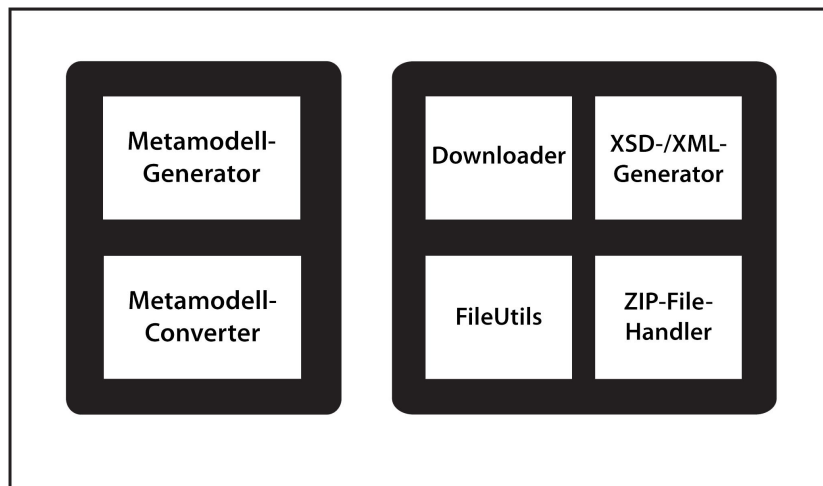 Metamodell-
Generator
Metamodell-
Converter
Downloader
XSD-/XML-
Generator
FileUtils
ZIP-File-
Handler